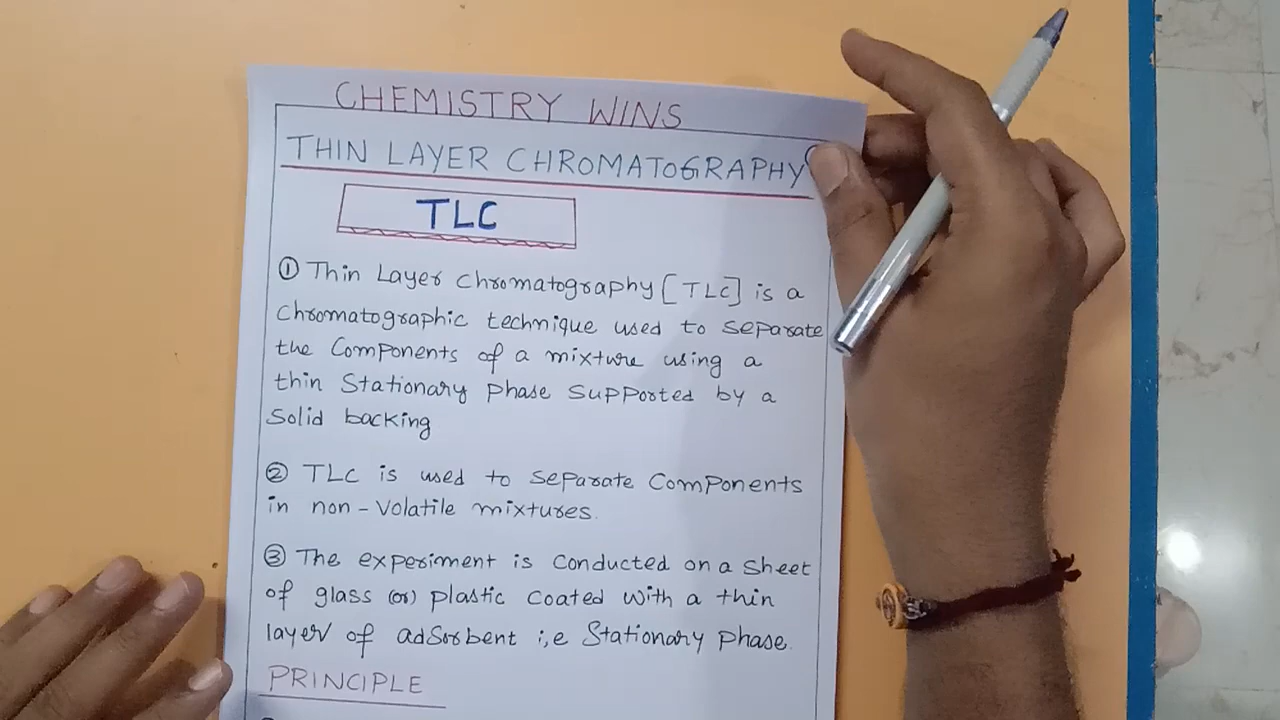 CHEMISTRY WINS
THIN LAYER CHROMATOGRAPHY
TLC
① Thin Layer Chromatography [TLC] is a
Chromatographic technique used to separate
the Components of a mixture using a
thin Stationary Phase Supported by a
Solid backing
② TLC is used to separate Components
in non-volatile mixtures.
③ The experiment is Conducted on a sheet
of glass (or) plastic Coated with a thin
layer of adsorbent i,e Stationary phase.
PRINCIPLE